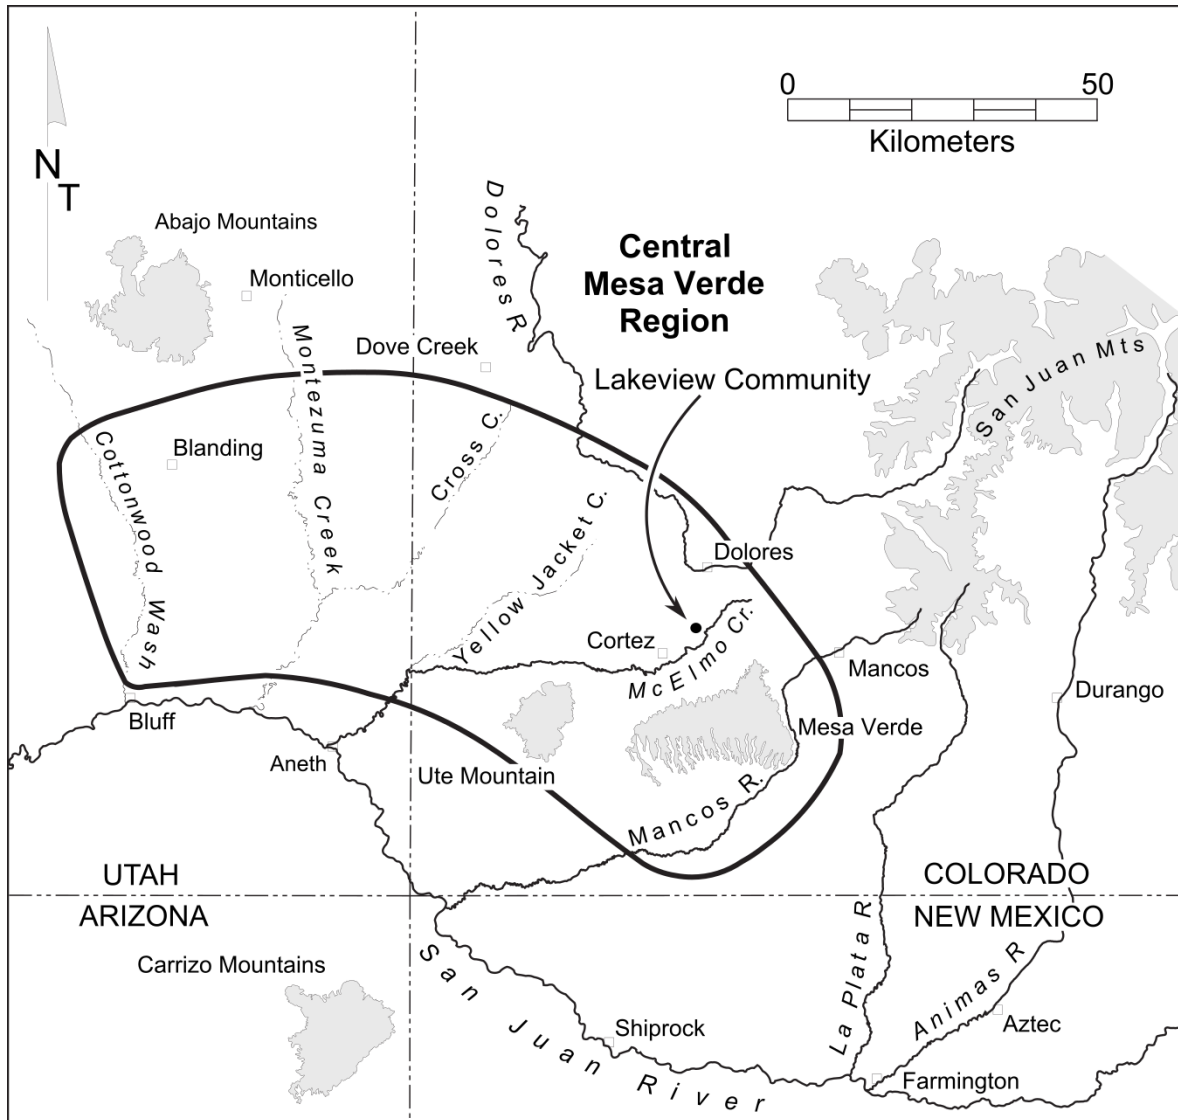 0 50
Kilometers
N
T
Abajo Mountains
Monticello
Dolores R
Central
Mesa Verde
Region
Dove Creek
Lakeview Community
San Juan Mts
Montezuma Creek
Cross C.
Cottonwood Wash
Blanding
Yellow Jacket C.
Dolores
Cortez
McElmo Cr.
Mancos
Durango
Bluff
Mesa Verde
Aneth
Ute Mountain
Mancos R.
UTAH
COLORADO
ARIZONA
NEW MEXICO
Carrizo Mountains
San Juan River
La Plata R
Animas R
Aztec
Shiprock
Farmington